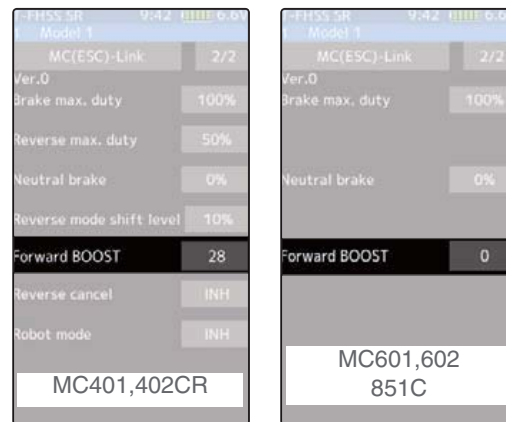 T-FHSS SR 9:42 6.6V
1 Model 1
MC(ESC)-Link 2/2
Ver.0
Brake max. duty 100%
Reverse max. duty 50%
Neutral brake 0%
Reverse mode shift level 10%
Forward BOOST 28
Reverse cancel INH
Robot mode INH
MC401,402CR
T-FHSS SR 9:42 6.6
1 Model 1
MC(ESC)-Link 2/2
Ver.0
Brake max. duty 100%
Neutral brake 0%
Forward BOOST 0
MC601,602
851C